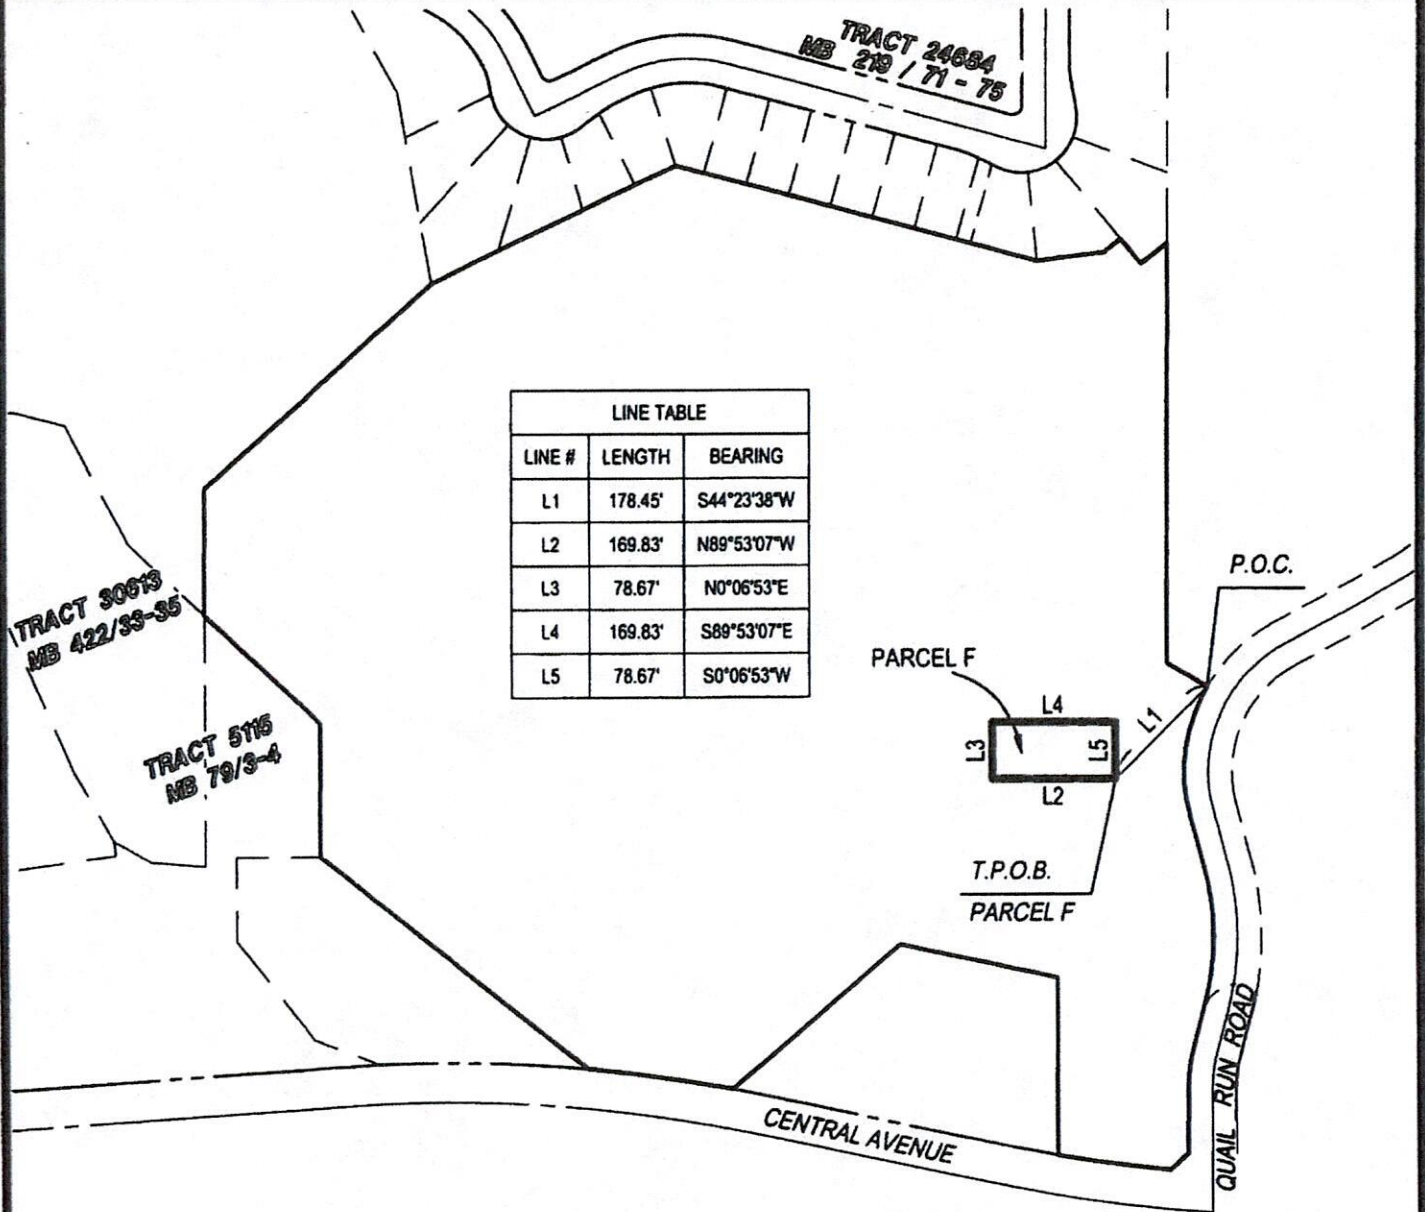 TRACT 24684
MB 219 / 71 - 75
LINE TABLE
LINE # LENGTH BEARING
L1 178.45' S44°23'38"W
L2 169.83' N89°53'07"W
L3 78.67' N0°06'53"E
L4 169.83' S89°53'07"E
L5 78.67' S0°06'53"W
TRACT 30613
MB 422/33-35
TRACT 5115
MB 79/3-4
P.O.C.
PARCEL F
L4
L1
L3
L5
L2
T.P.O.B.
PARCEL F
CENTRAL AVENUE
QUAIL RUN ROAD